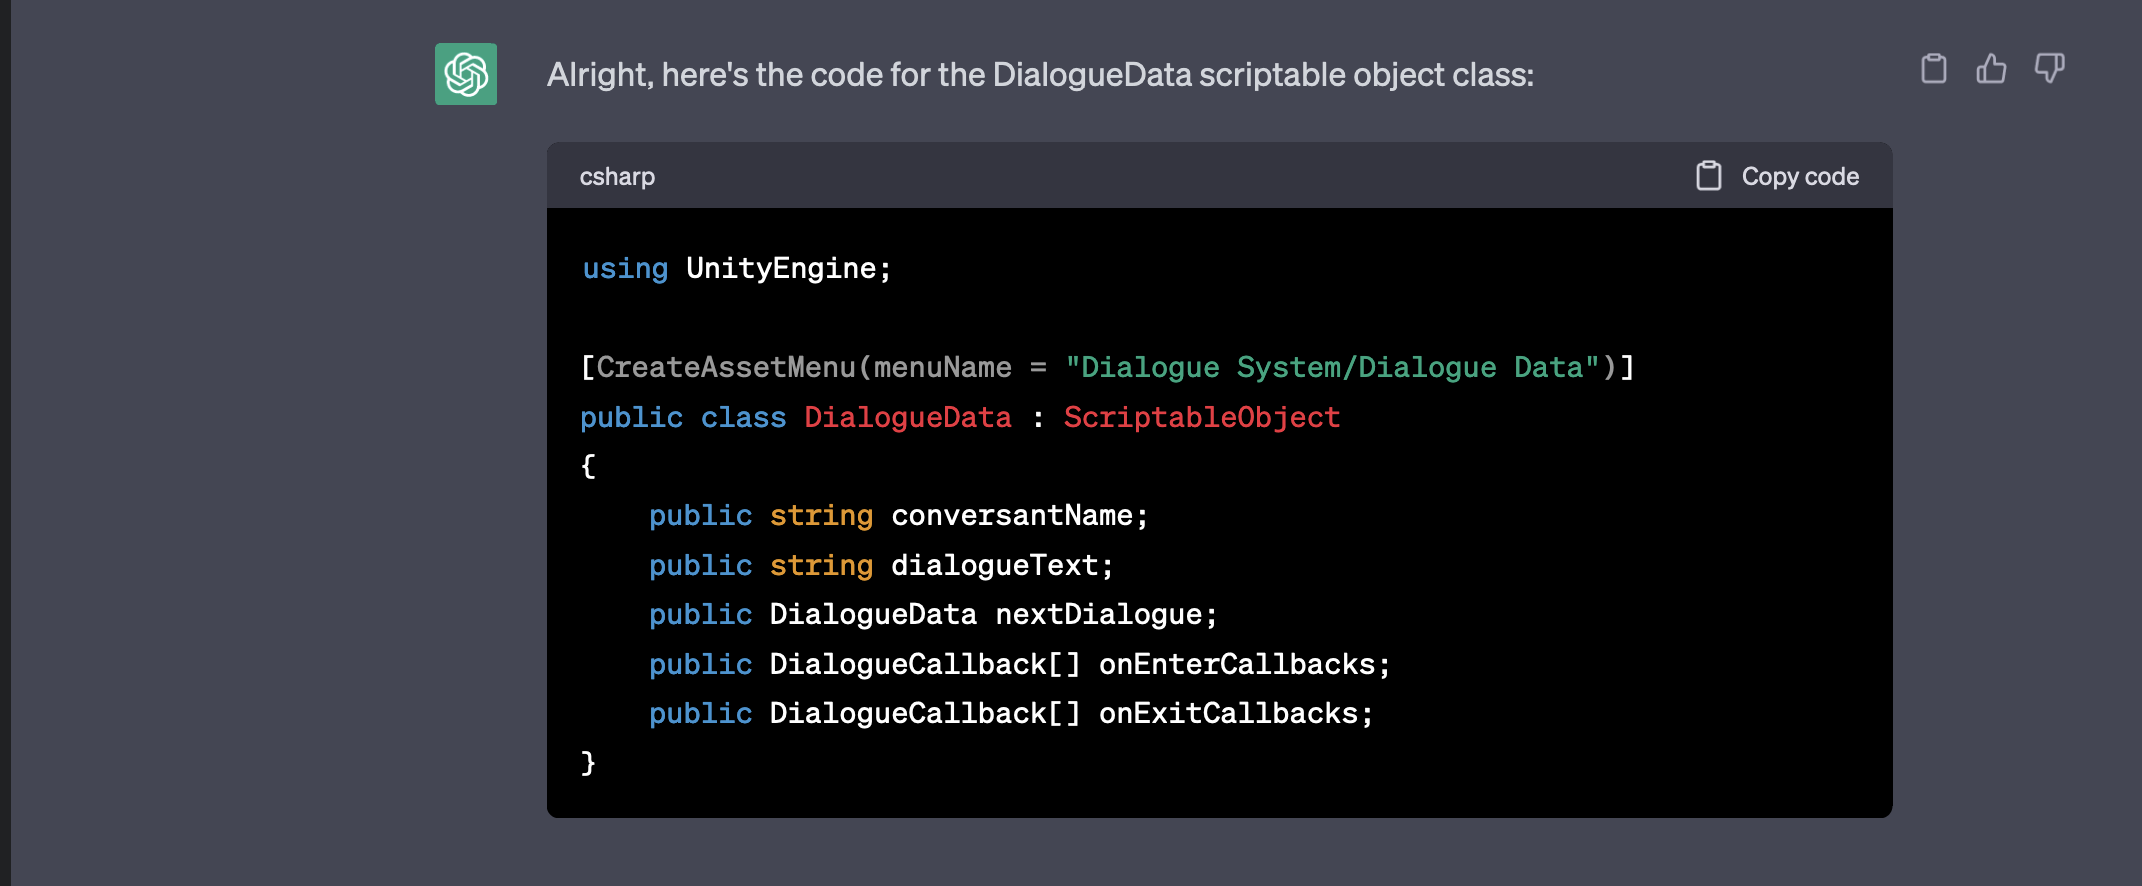 Alright, here's the code for the DialogueData scriptable object class:
csharp
Copy code
using UnityEngine;
[CreateAssetMenu(menuName = "Dialogue System/Dialogue Data")]
public class DialogueData : ScriptableObject
{
    public string conversantName;
    public string dialogueText;
    public DialogueData nextDialogue;
    public DialogueCallback[] onEnterCallbacks;
    public DialogueCallback[] onExitCallbacks;
}